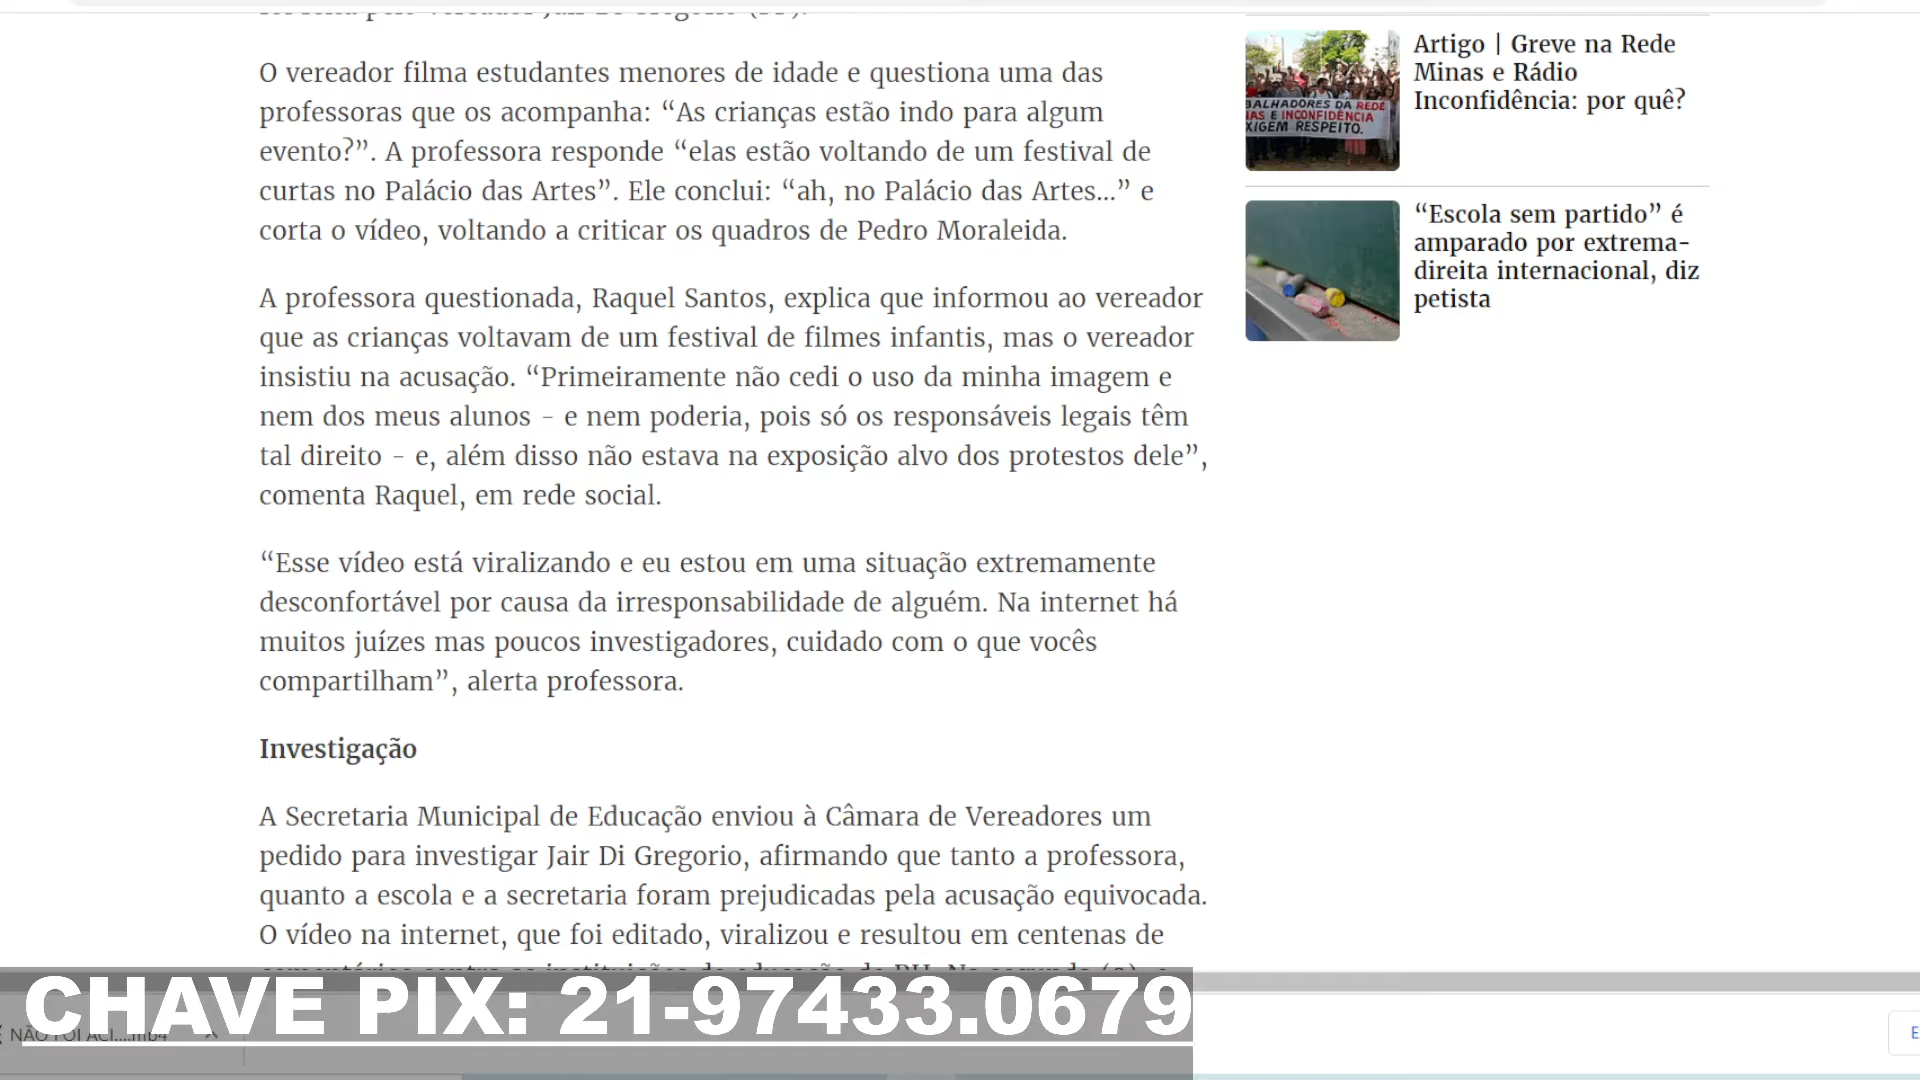 O vereador filma estudantes menores de idade e questiona uma das
professoras que os acompanha: “As crianças estão indo para algum
evento?”. A professora responde “elas estão voltando de um festival de
curtas no Palácio das Artes”. Ele conclui: “ah, no Palácio das Artes...” e
corta o vídeo, voltando a criticar os quadros de Pedro Moraleida.
A professora questionada, Raquel Santos, explica que informou ao vereador
que as crianças voltavam de um festival de filmes infantis, mas o vereador
insistiu na acusação. “Primeiramente não cedi o uso da minha imagem e
nem dos meus alunos - e nem poderia, pois só os responsáveis legais têm
tal direito - e, além disso não estava na exposição alvo dos protestos dele”,
comenta Raquel, em rede social.
“Esse vídeo está viralizando e eu estou em uma situação extremamente
desconfortável por causa da irresponsabilidade de alguém. Na internet há
muitos juízes mas poucos investigadores, cuidado com o que vocês
compartilham”, alerta professora.
Investigação
A Secretaria Municipal de Educação enviou à Câmara de Vereadores um
pedido para investigar Jair Di Gregorio, afirmando que tanto a professora,
quanto a escola e a secretaria foram prejudicadas pela acusação equivocada.
O vídeo na internet, que foi editado, viralizou e resultou em centenas de
Artigo | Greve na Rede
Minas e Rádio
Inconfidência: por quê?
BALHADORES DA REDE
NAS E INCONFIDÊNCIA
XIGEM RESPEITO.
“Escola sem partido” é
amparado por extrema-
direita internacional, diz
petista
CHAVE PIX: 21-97433.0679